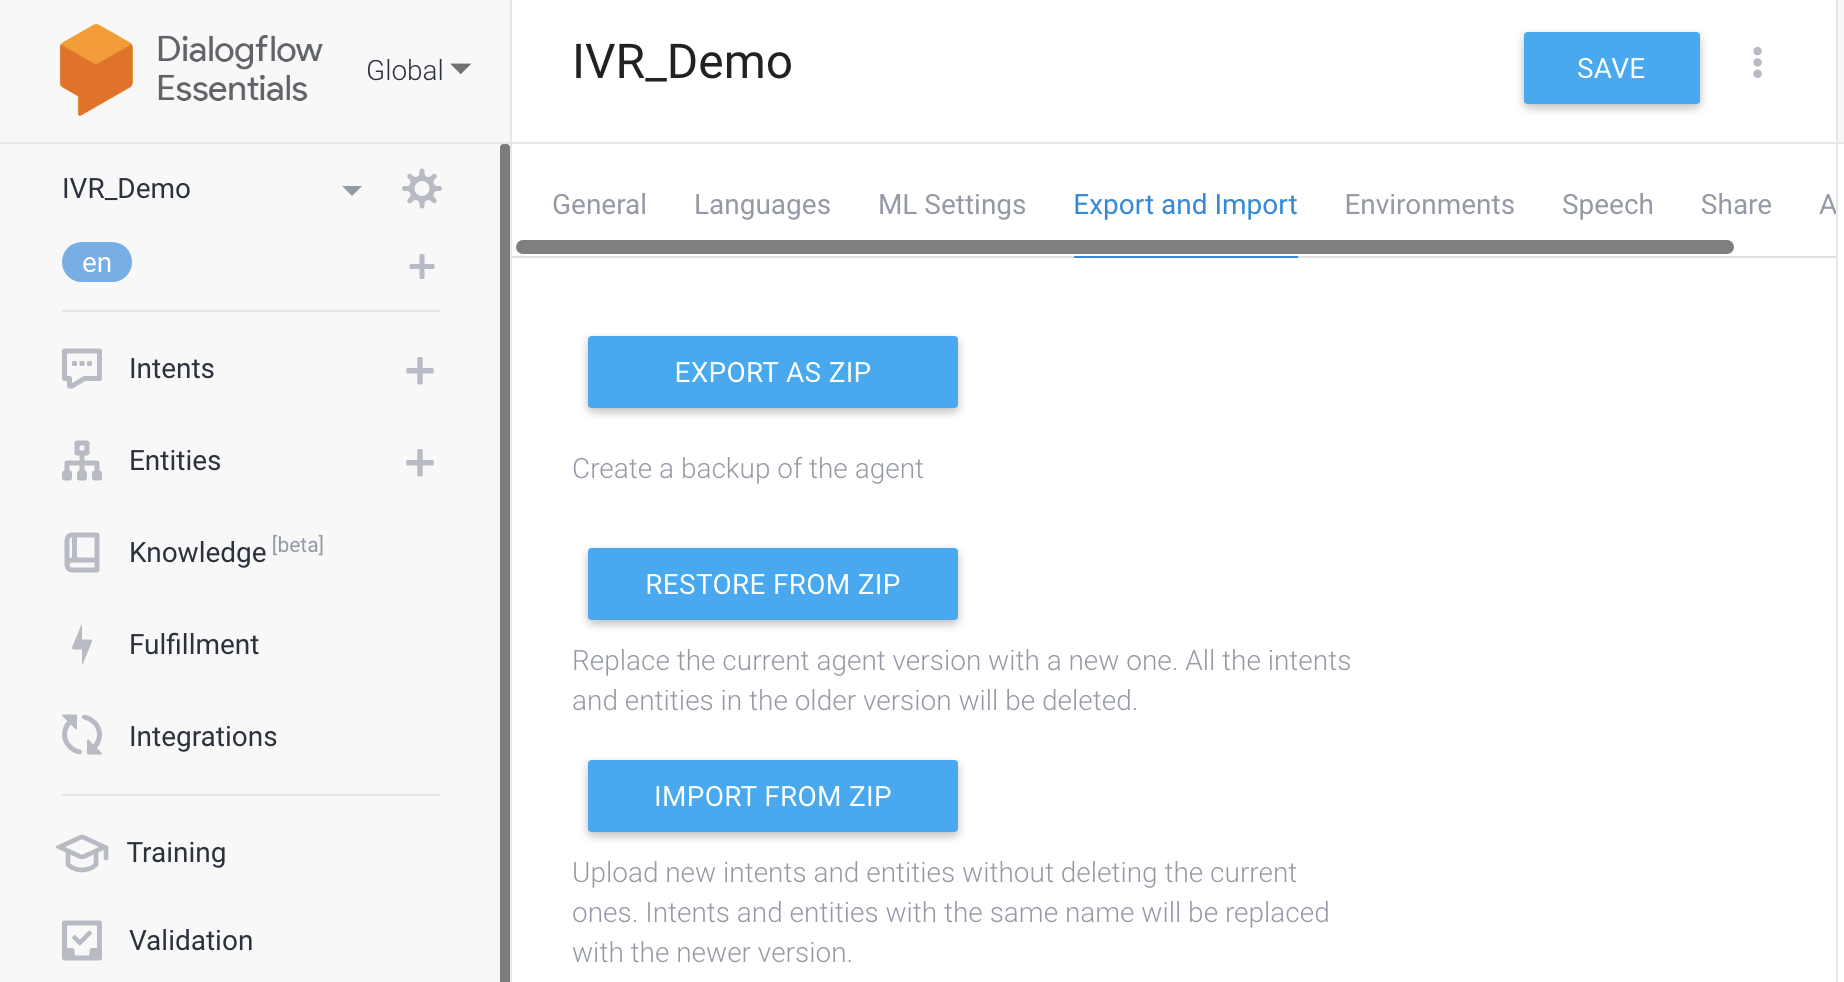 Dialogflow
Essentials
Global
IVR_Demo
SAVE
IVR_Demo
en
Intents
Entities
Knowledge [beta]
Fulfillment
Integrations
Training
Validation
General
Languages
ML Settings
Export and Import
Environments
Speech
Share
EXPORT AS ZIP
Create a backup of the agent
RESTORE FROM ZIP
Replace the current agent version with a new one. All the intents
and entities in the older version will be deleted.
IMPORT FROM ZIP
Upload new intents and entities without deleting the current
ones. Intents and entities with the same name will be replaced
with the newer version.